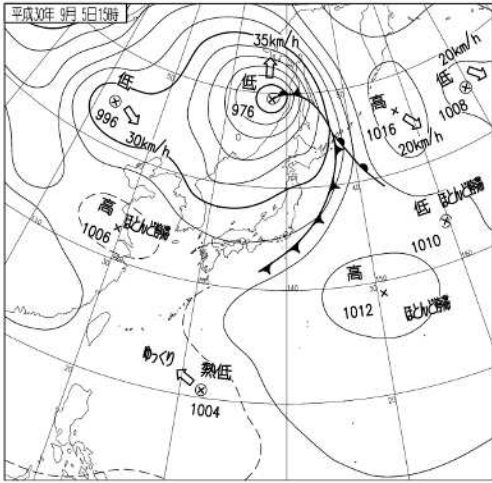 平成30年 9月 5日15時
35km/h
20km/h
低
976
低
996
30km/h
高
1016
20km/h
低
1008
高
1006
ほとんど停滞
低
ほとんど停滞
1010
高
1012
ほとんど停滞
ゆっくり
熱低
1004
140